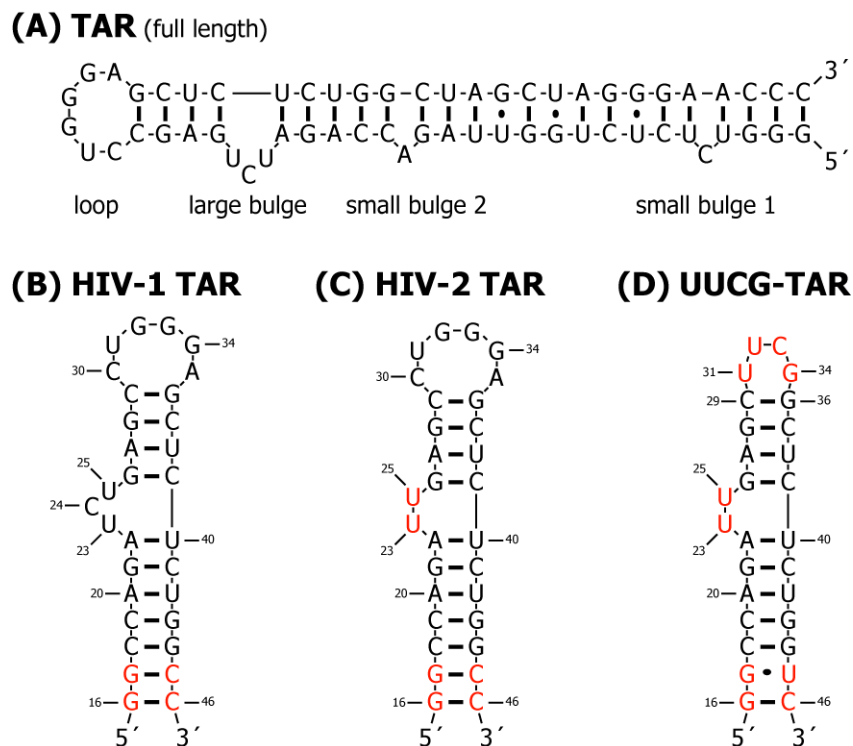 (A) TAR (full length)
G-G-A-G-C-U-C — U-C-U-G-G-C-U-A-G-C-U-A-G-G-G-A-A-C-C-C 3´
G-U-C-C-G-A-G-U-C-U-A-G-A-C-C-A-G-A-U-U-G-G-U-C-U-C-U-C-U-G-G-G 5´
loop large bulge small bulge 2 small bulge 1
(B) HIV-1 TAR
U G G G 34
30 C A
C G
G C
A U
G C
25 U
24 C
23 U
A U 40
G C
20 A U
C G
C G
G C
16 G C 46
5´ 3´
(C) HIV-2 TAR
U G G G 34
30 C A
C G
G C
A U
G C
25 U
23 U
A U 40
G C
20 A U
C G
C G
G C
16 G C 46
5´ 3´
(D) UUCG-TAR
U C
31 U G 34
29 C G 36
G C
A U
G C
25 U
23 U
A U 40
G C
20 A U
C G
C G
G U
16 G C 46
5´ 3´